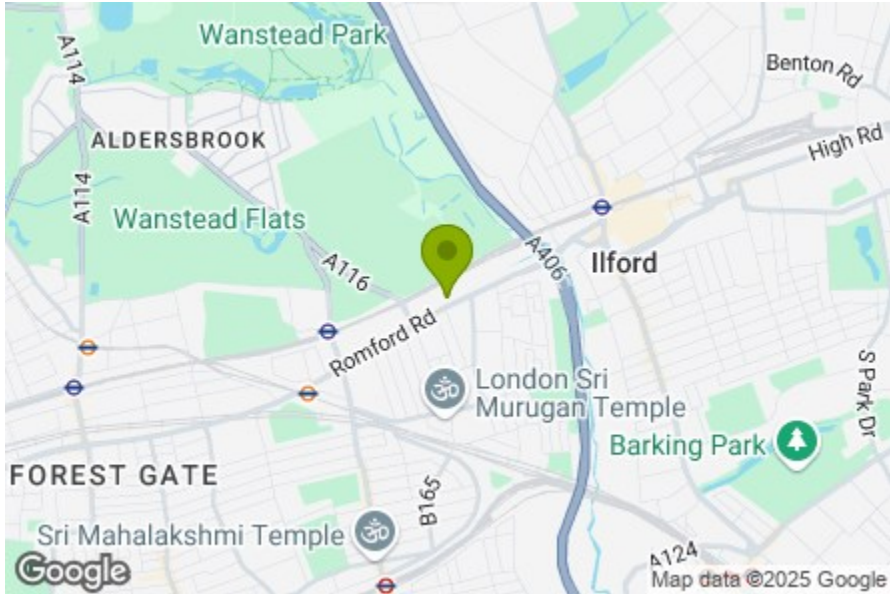 Wanstead Park
A114
Benton Rd
ALDERSBROOK
High Rd
A114
Wanstead Flats
A116
A406
Ilford
Romford Rd
London Sri
Murugan Temple
S Park Dr
Barking Park
FOREST GATE
B165
Sri Mahalakshmi Temple
A124
Google
Map data ©2025 Google